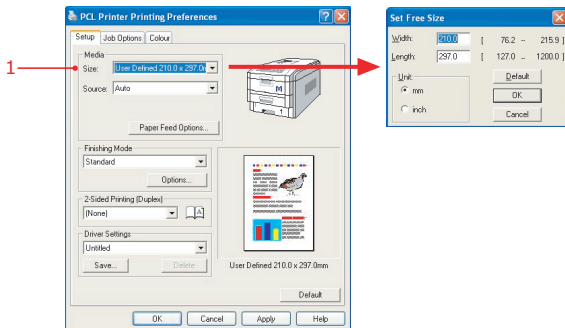 PCL Printer Printing Preferences
Setup Job Options Colour
Media
1
Size: User Defined 210.0 x 297.0
Source: Auto
M
1
Paper Feed Options...
Finishing Mode
Standard
Options...
2-Sided Printing (Duplex)
(None)
A
Driver Settings
Untitled
Save... Delete
User Defined 210.0 x 297.0mm
Default
OK Cancel Apply Help
Set Free Size
Width: 210.0 [ 76.2 -- 215.9 ]
Length: 297.0 [ 127.0 -- 1200.0 ]
Unit
mm
inch
Default
OK
Cancel